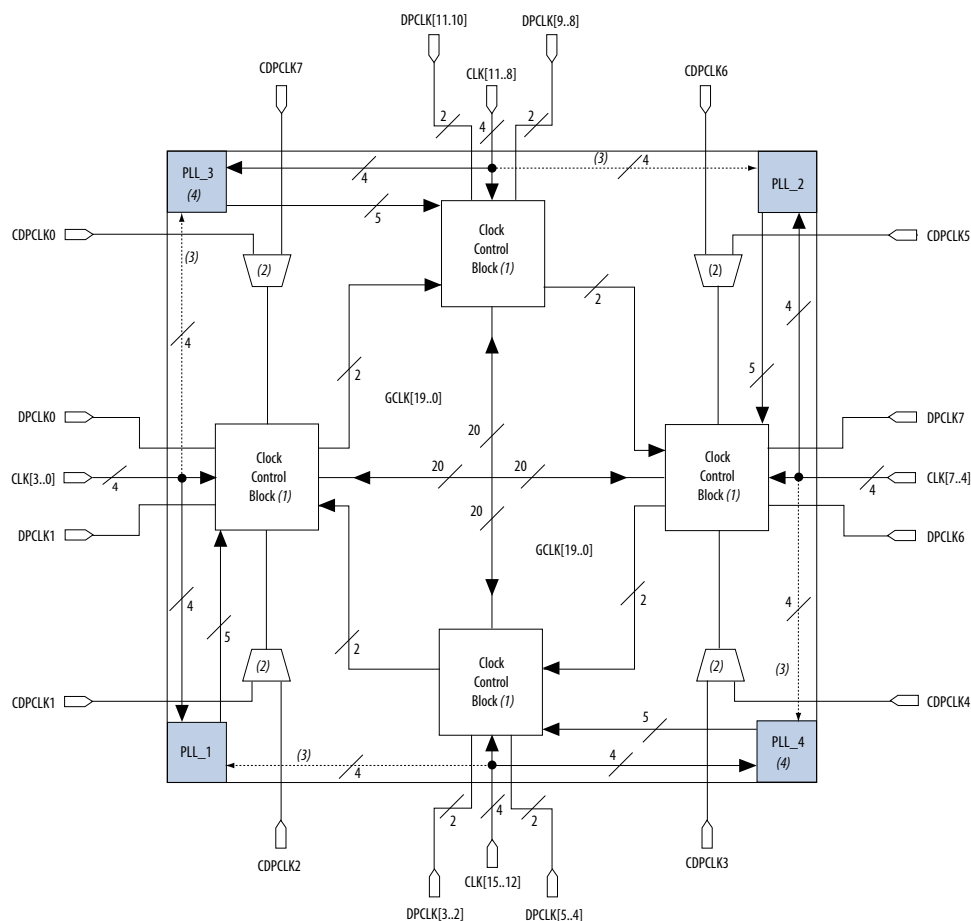 DPCLK[11.10]
DPCLK[9..8]
CDPCLK7
CLK[11..8]
CDPCLK6
2
4
2
PLL_3
(4)
4
(3)
4
PLL_2
5
CDPCLK0
(3)
(2)
Clock
Control
Block (1)
(2)
CDPCLK5
2
4
4
2
5
GCLK[19..0]
DPCLK0
20
DPCLK7
Clock
Control
Block (1)
Clock
Control
Block (1)
CLK[3..0]
4
20
20
4
CLK[7..4]
20
DPCLK1
GCLK[19..0]
DPCLK6
4
5
2
2
4
(2)
Clock
Control
Block (1)
(2)
(3)
CDPCLK1
CDPCLK4
5
PLL_1
(3)
4
4
PLL_4
(4)
2
4
2
CDPCLK2
CDPCLK3
CLK[15..12]
DPCLK[3..2]
DPCLK[5..4]